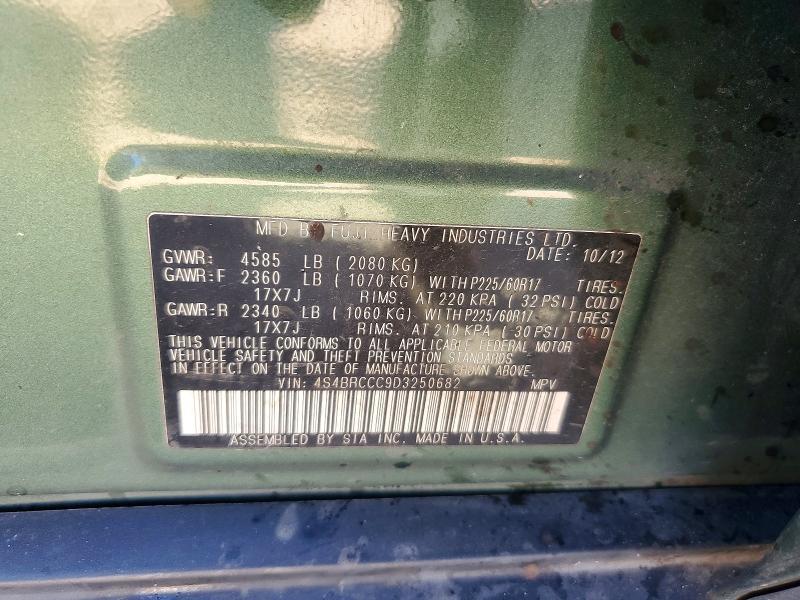 MFD BY FUJI HEAVY INDUSTRIES LTD.
DATE: 10/12
GVWR: 4585 LB ( 2080 KG)
GAWR:F 2360 LB ( 1070 KG) WITH P225/60R17 TIRES.
17X7J RIMS. AT 220 KPA ( 32 PSI) COLD
GAWR:R 2340 LB ( 1060 KG) WITH P225/60R17 TIRES.
17X7J RIMS. AT 210 KPA ( 30 PSI) COLD
THIS VEHICLE CONFORMS TO ALL APPLICABLE FEDERAL MOTOR
VEHICLE SAFETY AND THEFT PREVENTION STANDARDS
IN EFFECT ON THE DATE OF MANUFACTURE SHOWN ABOVE.
VIN: 4S4BRCCC9D3250682 MPV
ASSEMBLED BY SIA INC. MADE IN U.S.A.